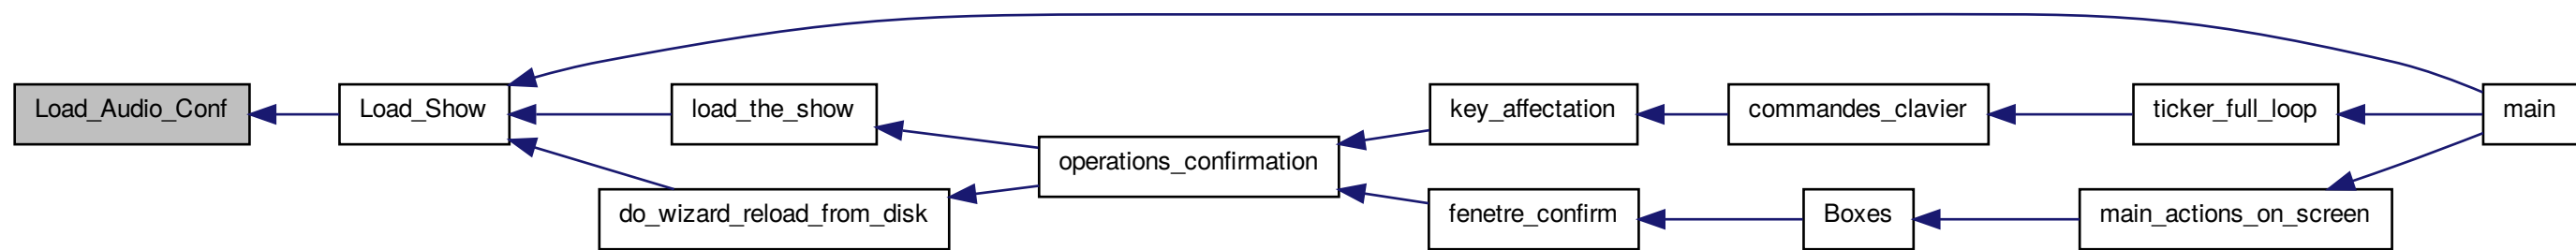 Load_Audio_Conf
Load_Show
load_the_show
do_wizard_reload_from_disk
operations_confirmation
key_affectation
fenetre_confirm
commandes_clavier
Boxes
ticker_full_loop
main_actions_on_screen
main